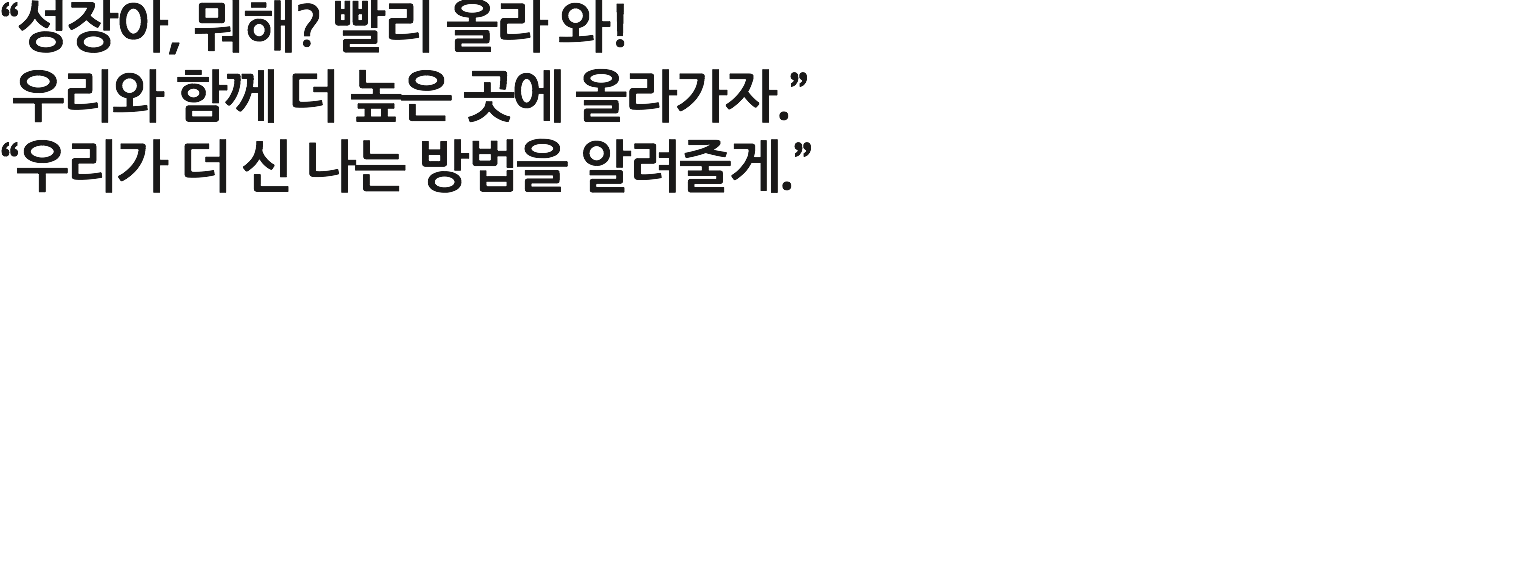 “성장아, 뭐해? 빨리 올라 와!
우리와 함께 더 높은 곳에 올라가자.”
“우리가 더 신 나는 방법을 알려줄게.”